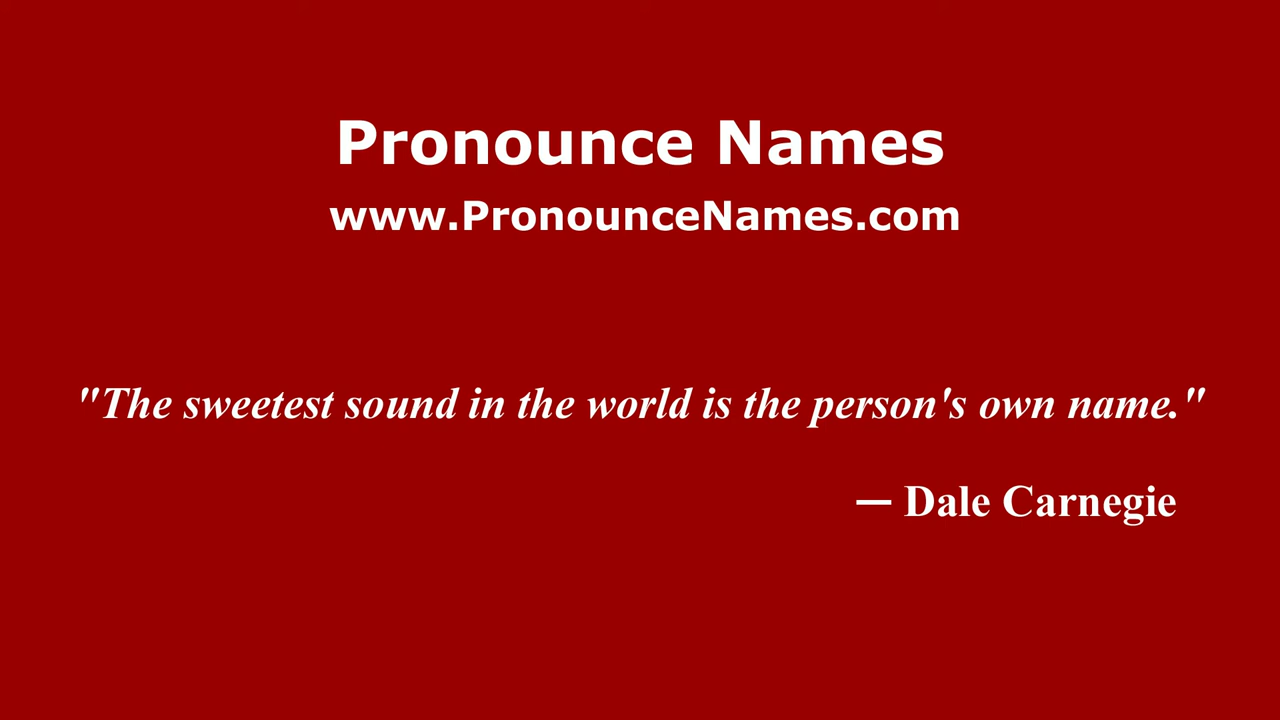 Pronounce Names
www.PronounceNames.com
"The sweetest sound in the world is the person's own name."
— Dale Carnegie